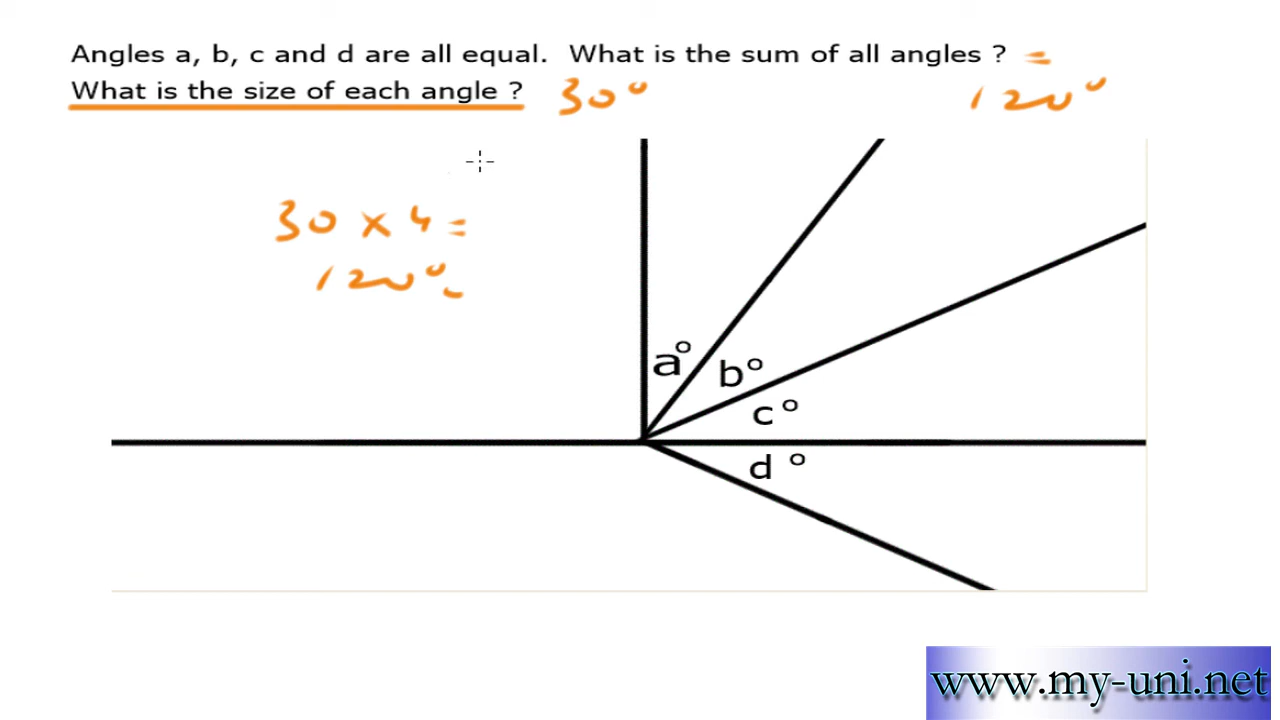 Angles a, b, c and d are all equal. What is the sum of all angles ? =
What is the size of each angle ? 30° 120°
30 x 4 =
120°
a°
b°
c°
d°
www.my-uni.net